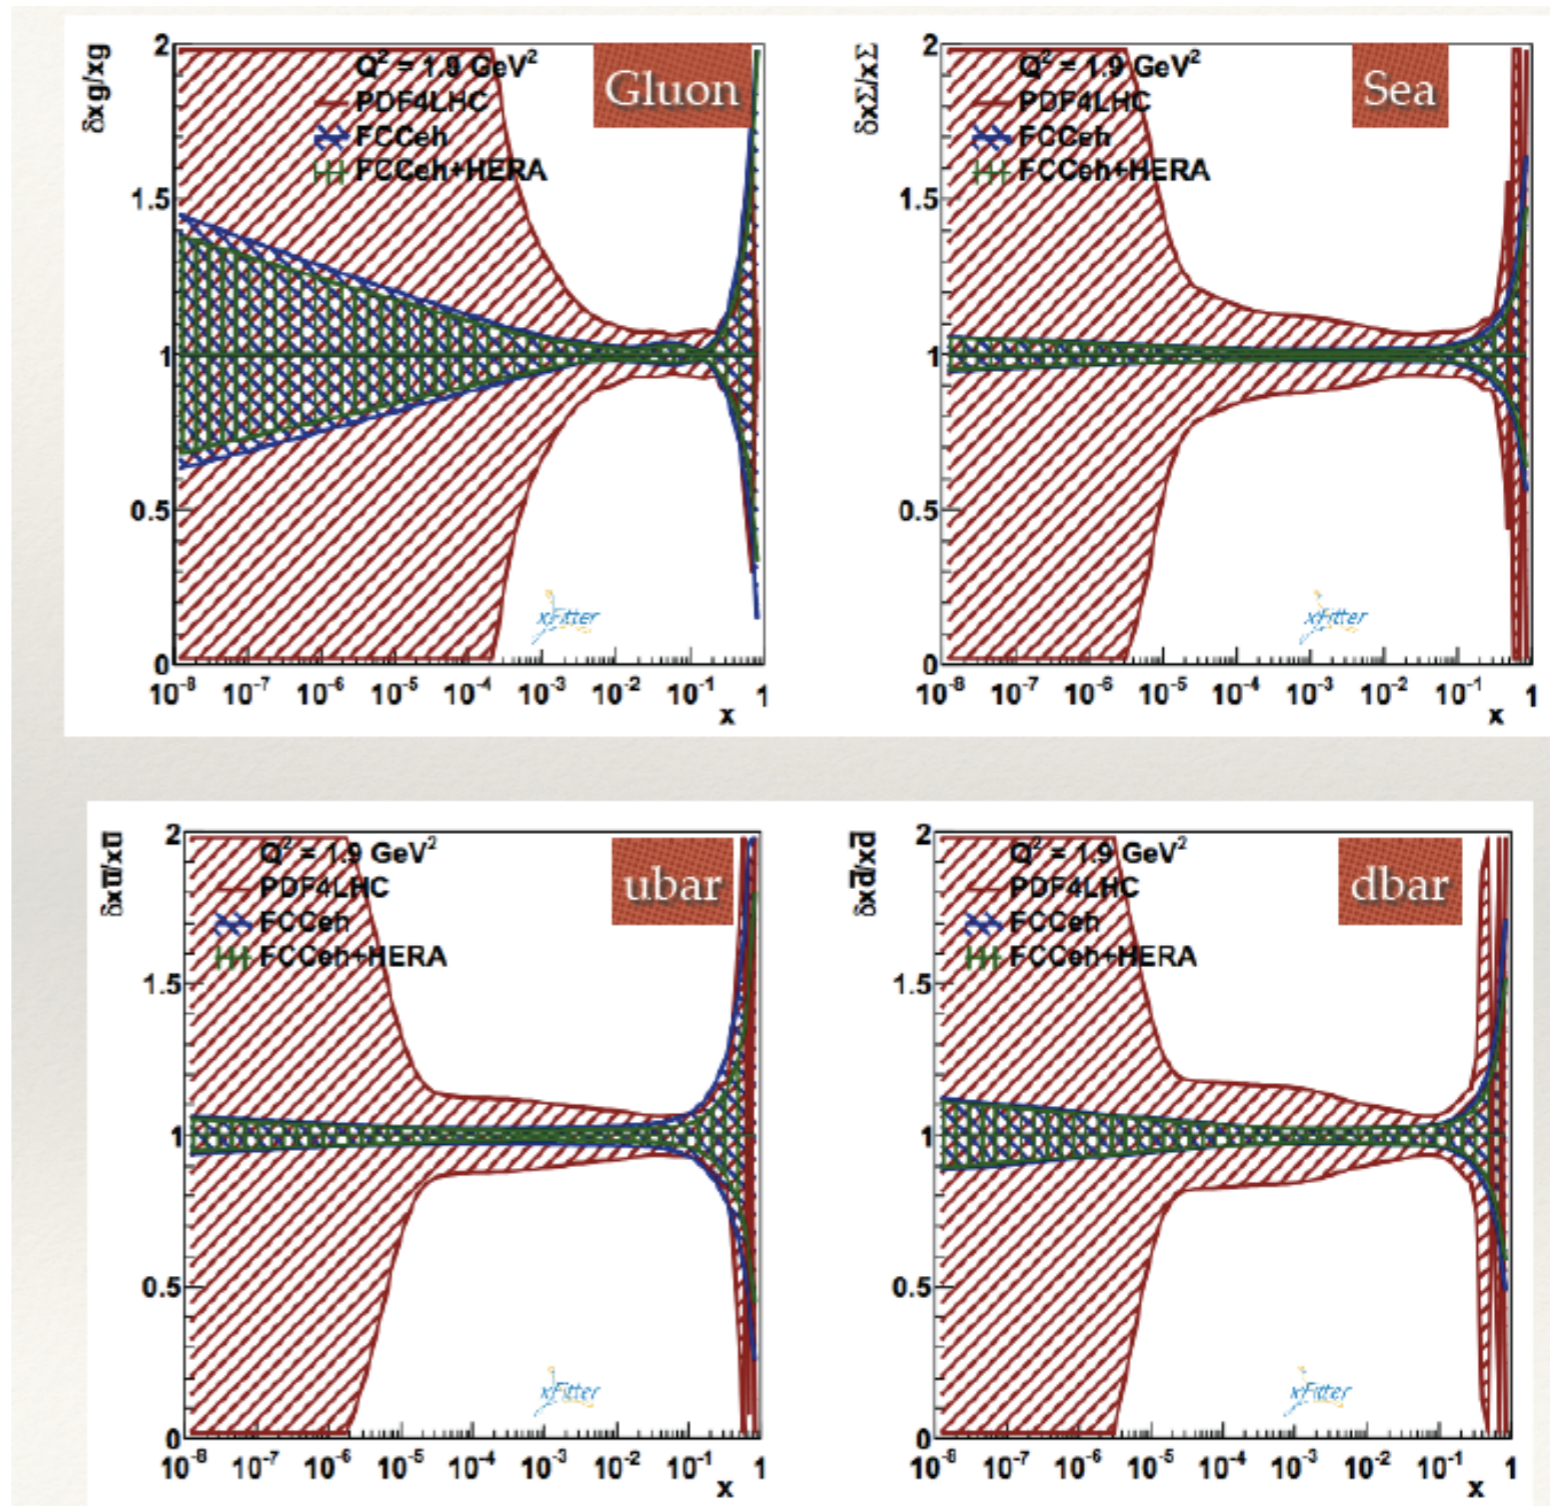 δxg/xg
Q² = 1.9 GeV²
PDF4LHC
FCCeh
FCCeh+HERA
Gluon
2
1.5
1
0.5
0
10⁻⁸ 10⁻⁷ 10⁻⁶ 10⁻⁵ 10⁻⁴ 10⁻³ 10⁻² 10⁻¹ 1
x
xFitter
δxΣ/xΣ
Q² = 1.9 GeV²
PDF4LHC
FCCeh
FCCeh+HERA
Sea
2
1.5
1
0.5
0
10⁻⁸ 10⁻⁷ 10⁻⁶ 10⁻⁵ 10⁻⁴ 10⁻³ 10⁻² 10⁻¹ 1
x
xFitter
δxu̅/xu̅
Q² = 1.9 GeV²
PDF4LHC
FCCeh
FCCeh+HERA
ubar
2
1.5
1
0.5
0
10⁻⁸ 10⁻⁷ 10⁻⁶ 10⁻⁵ 10⁻⁴ 10⁻³ 10⁻² 10⁻¹ 1
x
xFitter
δxd̅/xd̅
Q² = 1.9 GeV²
PDF4LHC
FCCeh
FCCeh+HERA
dbar
2
1.5
1
0.5
0
10⁻⁸ 10⁻⁷ 10⁻⁶ 10⁻⁵ 10⁻⁴ 10⁻³ 10⁻² 10⁻¹ 1
x
xFitter